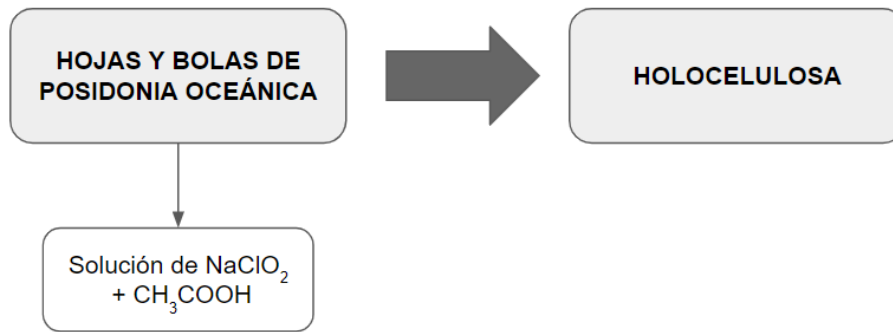 HOJAS Y BOLAS DE
POSIDONIA OCEÁNICA
HOLOCELULOSA
Solución de NaClO₂
+ CH₃COOH